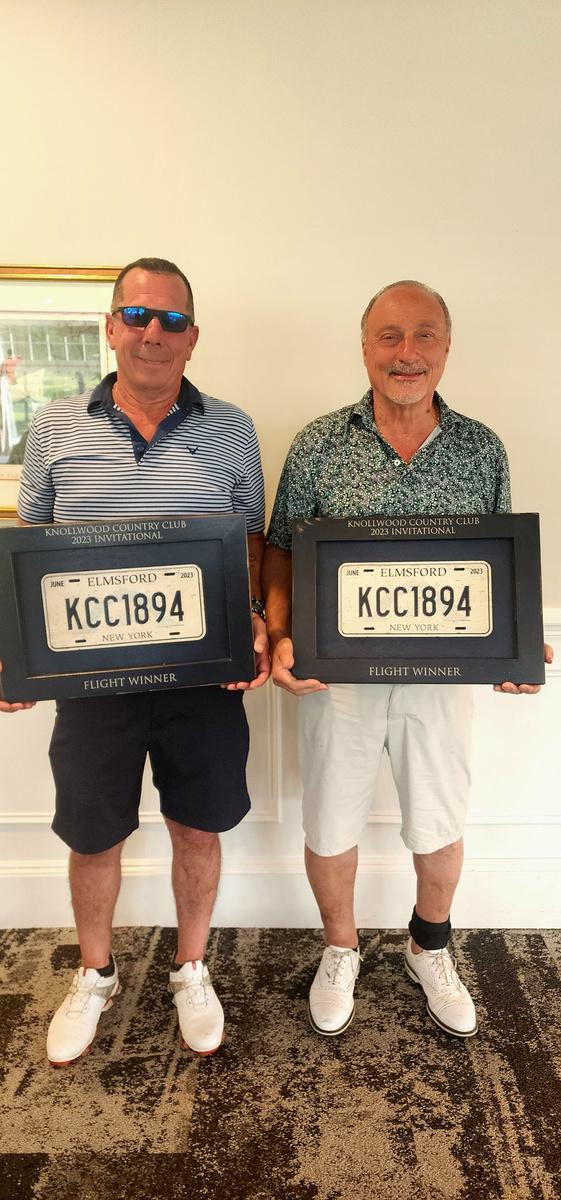 KNOLLWOOD COUNTRY CLUB
2023 INVITATIONAL
JUNE ELMSFORD 2023
KCC1894
NEW YORK
FLIGHT WINNER
KNOLLWOOD COUNTRY CLUB
2023 INVITATIONAL
JUNE ELMSFORD 2023
KCC1894
NEW YORK
FLIGHT WINNER